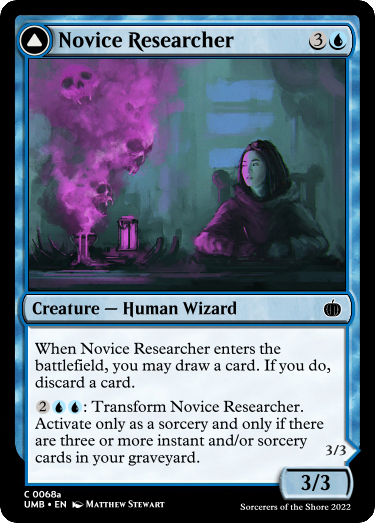 Novice Researcher 3
Creature — Human Wizard
When Novice Researcher enters the
battlefield, you may draw a card. If you do,
discard a card.
2: Transform Novice Researcher.
Activate only as a sorcery and only if there
are three or more instant and/or sorcery
cards in your graveyard.
3/3
3/3
C 0068a
UMB • EN Matthew Stewart
Sorcerers of the Shore 2022